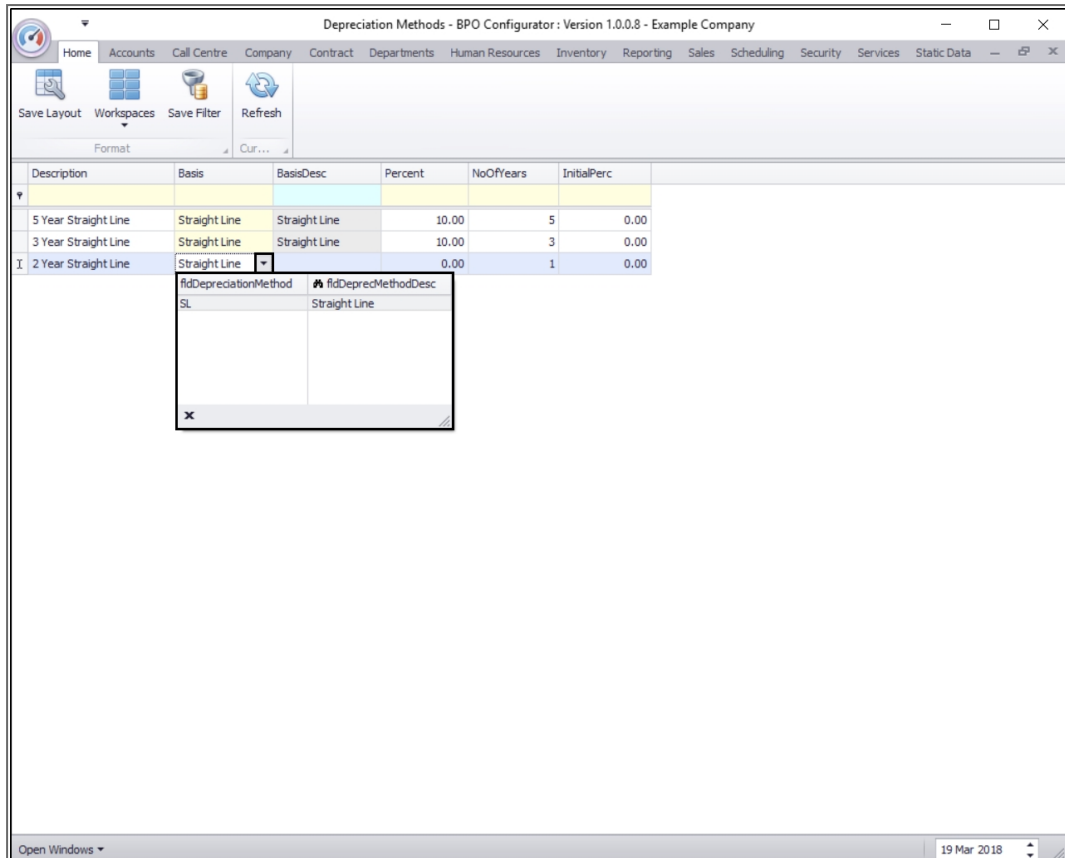 Depreciation Methods - BPO Configurator : Version 1.0.0.8 - Example Company
Home Accounts Call Centre Company Contract Departments Human Resources Inventory Reporting Sales Scheduling Security Services Static Data
Save Layout Workspaces Save Filter Refresh
Format Cur...
Description Basis BasisDesc Percent NoOfYears InitialPerc
5 Year Straight Line Straight Line Straight Line 10.00 5 0.00
3 Year Straight Line Straight Line Straight Line 10.00 3 0.00
2 Year Straight Line Straight Line 0.00 1 0.00
fldDepreciationMethod fldDeprecMethodDesc
SL Straight Line
Open Windows 19 Mar 2018